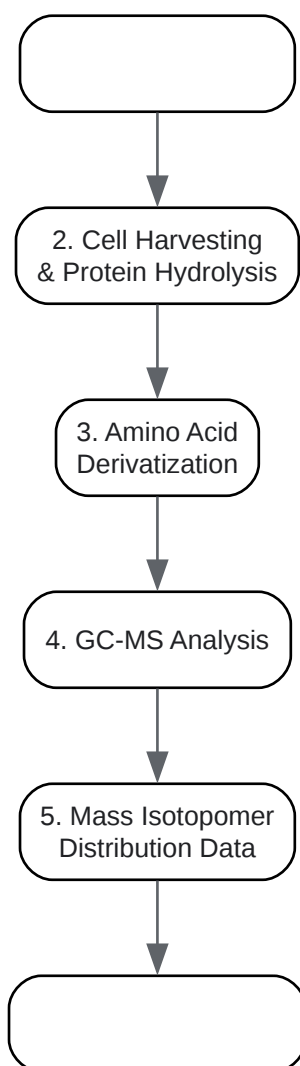 2. Cell Harvesting
& Protein Hydrolysis
3. Amino Acid
Derivatization
4. GC-MS Analysis
5. Mass Isotopomer
Distribution Data